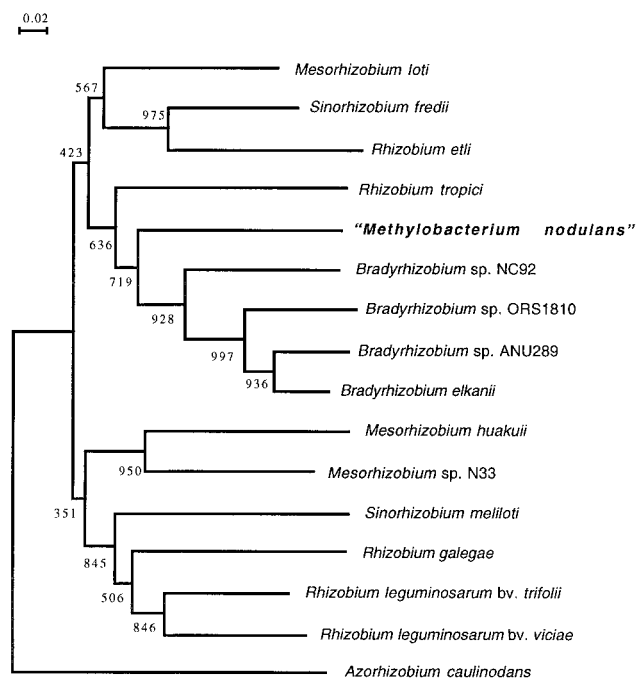 0.02
567
Mesorhizobium loti
975
Sinorhizobium fredii
423
Rhizobium etli
Rhizobium tropici
636
"Methylobacterium nodulans"
719
Bradyrhizobium sp. NC92
928
Bradyrhizobium sp. ORS1810
997
Bradyrhizobium sp. ANU289
936
Bradyrhizobium elkanii
Mesorhizobium huakuii
950
Mesorhizobium sp. N33
351
Sinorhizobium meliloti
845
Rhizobium galegae
506
Rhizobium leguminosarum bv. trifolii
846
Rhizobium leguminosarum bv. viciae
Azorhizobium caulinodans